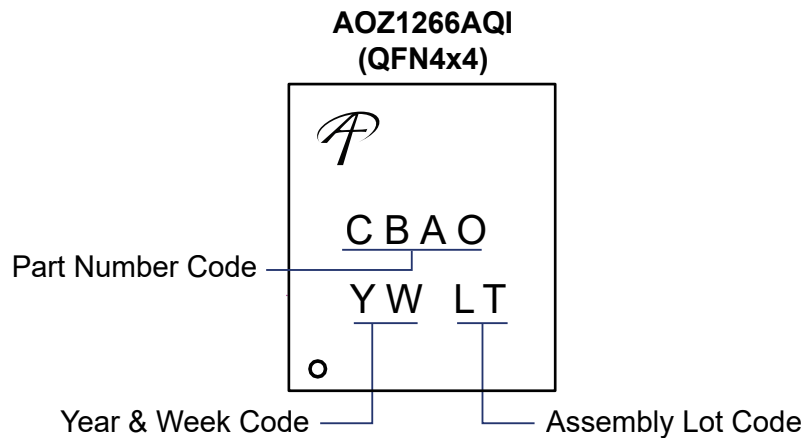 AOZ1266AQI
(QFN4x4)
CBAO
Part Number Code
YW LT
Year & Week Code
Assembly Lot Code